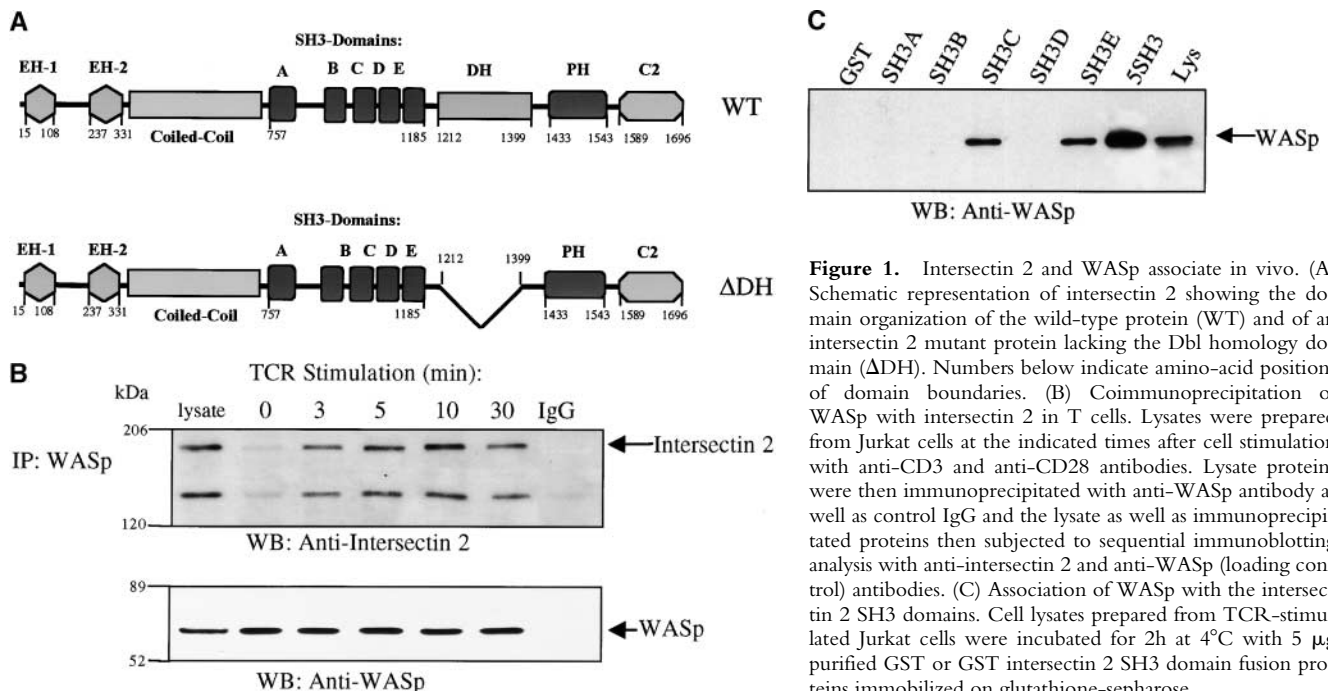 A
SH3-Domains:
EH-1 EH-2 A B C D E DH PH C2
WT
15 108 237 331 Coiled-Coil 757 1185 1212 1399 1433 1543 1589 1696
SH3-Domains:
EH-1 EH-2 A B C D E 1212 1399 PH C2
ΔDH
15 108 237 331 Coiled-Coil 757 1185 1433 1543 1589 1696
B
TCR Stimulation (min):
kDa
lysate 0 3 5 10 30 IgG
206
Intersectin 2
IP: WASp
120
WB: Anti-Intersectin 2
89
WASp
52
WB: Anti-WASp
C
GST SH3A SH3B SH3C SH3D SH3E 5SH3 Lys
WASp
WB: Anti-WASp
Figure 1. Intersectin 2 and WASp associate in vivo. (A)
Schematic representation of intersectin 2 showing the do-
main organization of the wild-type protein (WT) and of an
intersectin 2 mutant protein lacking the Dbl homology do-
main (ΔDH). Numbers below indicate amino-acid position
of domain boundaries. (B) Coimmunoprecipitation o
WASp with intersectin 2 in T cells. Lysates were prepared
from Jurkat cells at the indicated times after cell stimulation
with anti-CD3 and anti-CD28 antibodies. Lysate protein
were then immunoprecipitated with anti-WASp antibody a
well as control IgG and the lysate as well as immunoprecipi
tated proteins then subjected to sequential immunoblotting
analysis with anti-intersectin 2 and anti-WASp (loading con
trol) antibodies. (C) Association of WASp with the intersec
tin 2 SH3 domains. Cell lysates prepared from TCR-stimu
lated Jurkat cells were incubated for 2h at 4°C with 5 μg
purified GST or GST intersectin 2 SH3 domain fusion pro
teins immobilized on glutathione-sepharose